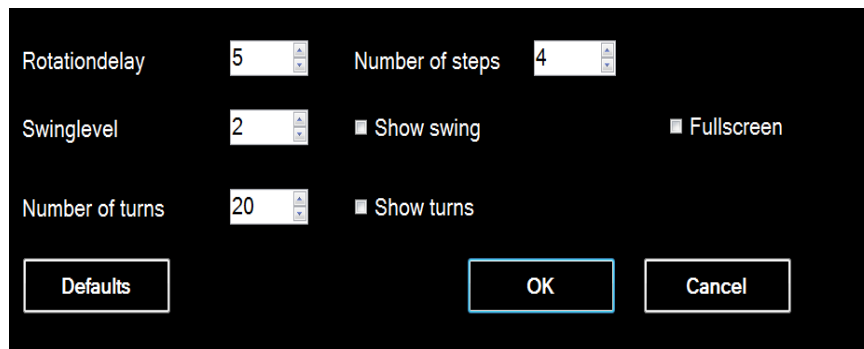 Rotationdelay 5 Number of steps 4
Swinglevel 2 Show swing Fullscreen
Number of turns 20 Show turns
Defaults OK Cancel